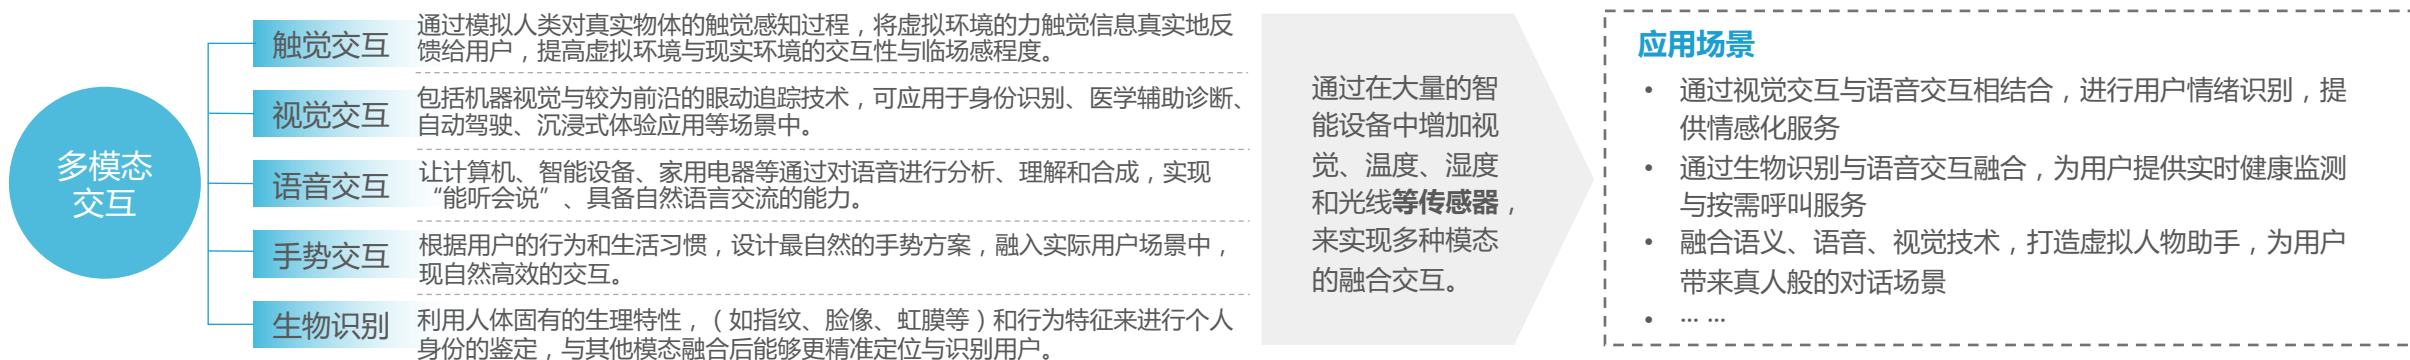 多模态
交互
触觉交互
通过模拟人类对真实物体的触觉感知过程，将虚拟环境的力触觉信息真实地反
馈给用户，提高虚拟环境与现实环境的交互性与临场感程度。
视觉交互
包括机器视觉与较为前沿的眼动追踪技术，可应用于身份识别、医学辅助诊断、
自动驾驶、沉浸式体验应用等场景中。
语音交互
让计算机、智能设备、家用电器等通过对语音进行分析、理解和合成，实现
“能听会说”、具备自然语言交流的能力。
手势交互
根据用户的行为和生活习惯，设计最自然的手势方案，融入实际用户场景中，
现自然高效的交互。
生物识别
利用人体固有的生理特性，（如指纹、脸像、虹膜等）和行为特征来进行个人
身份的鉴定，与其他模态融合后能够更精准定位与识别用户。
通过在大量的智
能设备中增加视
觉、温度、湿度
和光线等传感器，
来实现多种模态
的融合交互。
应用场景
• 通过视觉交互与语音交互相结合，进行用户情绪识别，提
供情感化服务
• 通过生物识别与语音交互融合，为用户提供实时健康监测
与按需呼叫服务
• 融合语义、语音、视觉技术，打造虚拟人物助手，为用户
带来真人般的对话场景
• … …